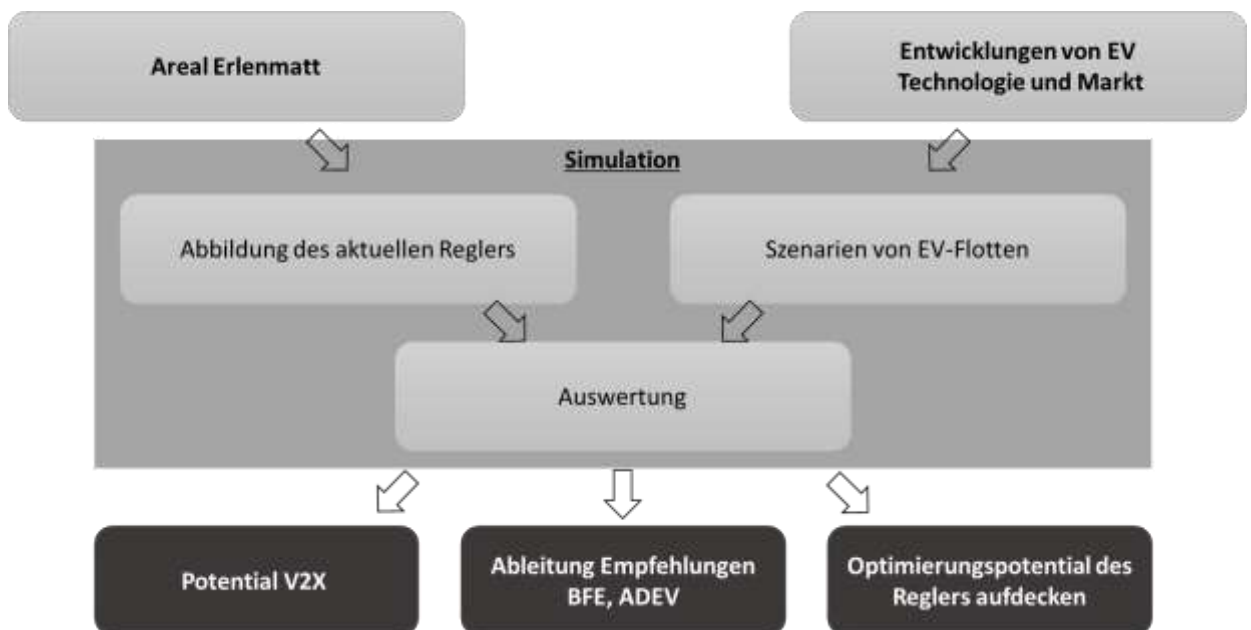 Areal Erlenmatt
Entwicklungen von EV
Technologie und Markt
Simulation
Abbildung des aktuellen Reglers
Szenarien von EV-Flotten
Auswertung
Potential V2X
Ableitung Empfehlungen
BFE, ADEV
Optimierungspotential des
Reglers aufdecken